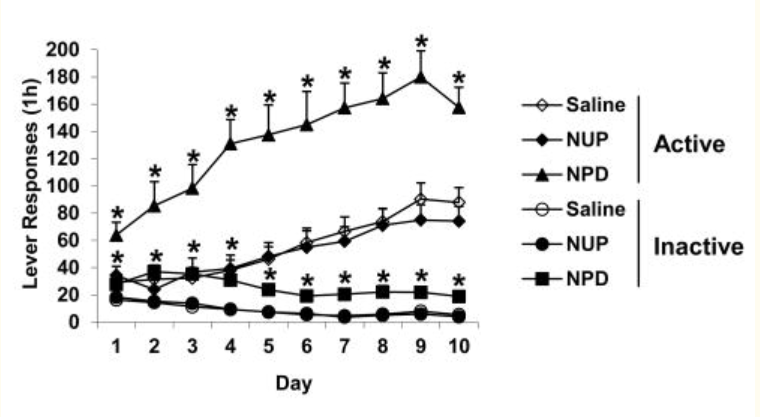 Lever Responses (1h)
200
180
160
140
120
100
80
60
40
20
0
* * * * * * * * * *
* * * * * * * * * *
1 2 3 4 5 6 7 8 9 10
Day
Saline
NUP
NPD
Active
Saline
NUP
NPD
Inactive